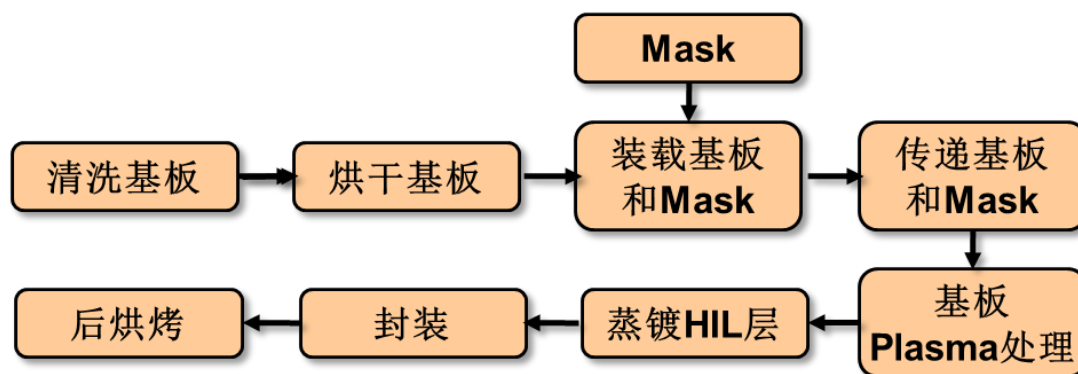 Mask
清洗基板
烘干基板
装载基板
和Mask
传递基板
和Mask
基板
Plasma处理
蒸镀HIL层
封装
后烘烤